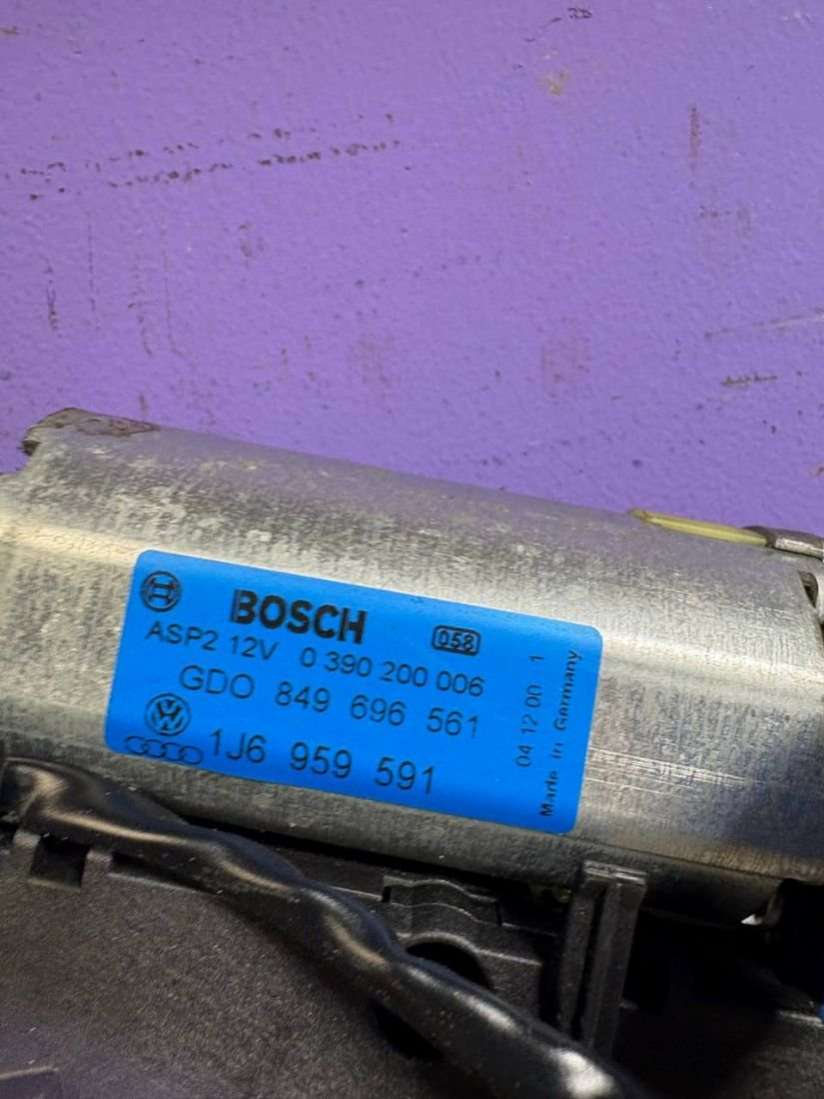 BOSCH 058
ASP2 12V 0 390 200 006
GDO 849 696 561
1J6 959 591
04 12 00 1
Made in Germany